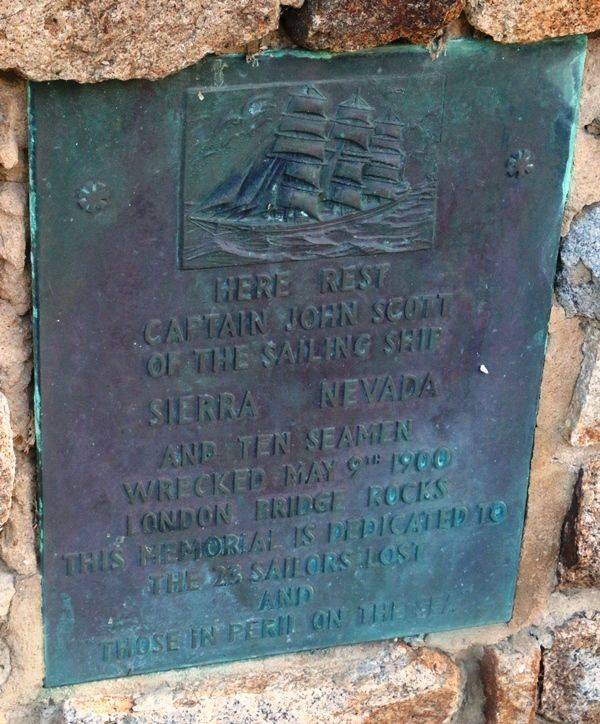 HERE REST
CAPTAIN JOHN SCOTT
OF THE SAILING SHIP
SIERRA NEVADA
AND TEN SEAMEN
WRECKED MAY 9TH 1900
LONDON BRIDGE ROCKS
THIS MEMORIAL IS DEDICATED TO
THE 23 SAILORS LOST
AND
THOSE IN PERIL ON THE SEA